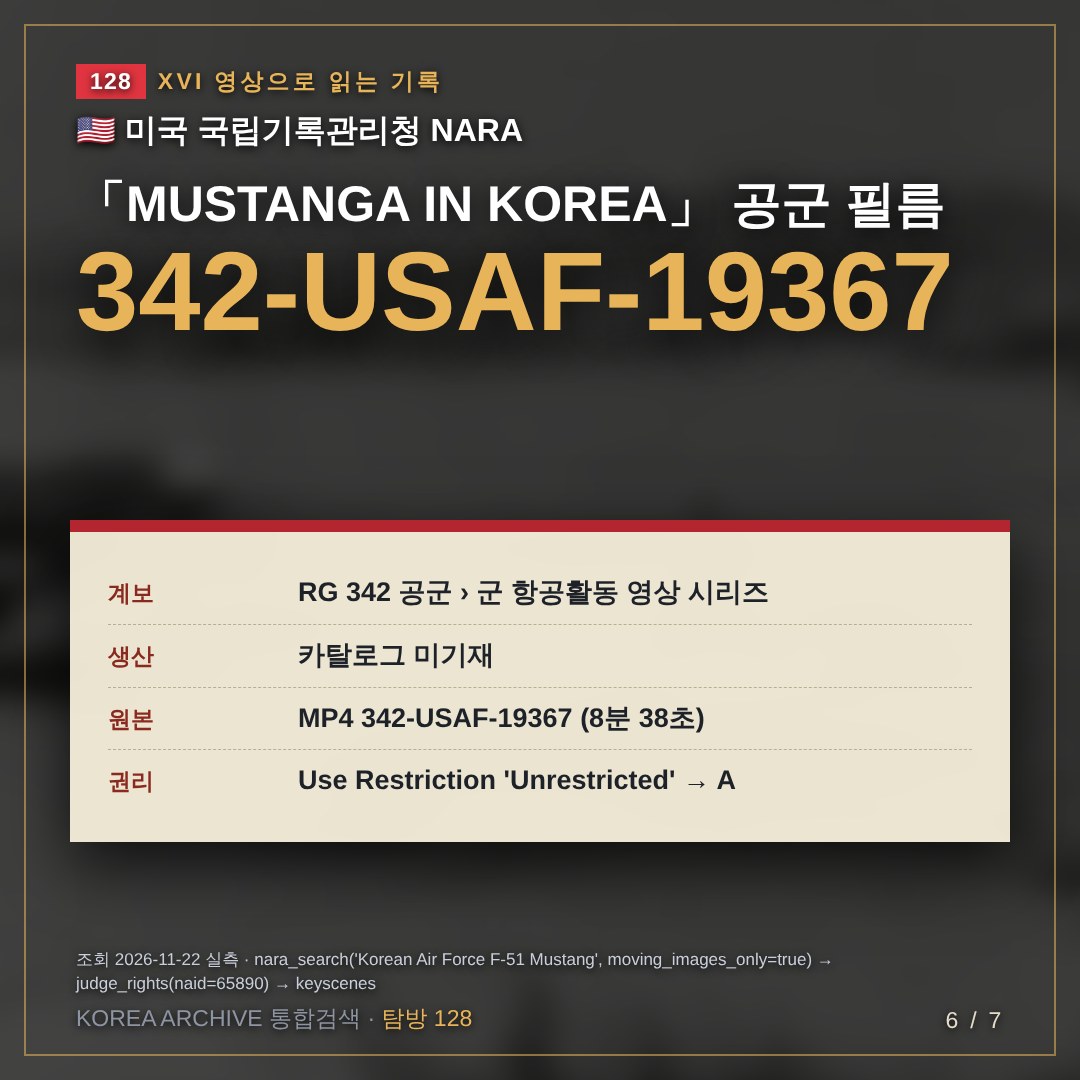 128 XVI 영상으로 읽는 기록
🇺🇸 미국 국립기록관리청 NARA
「MUSTANGA IN KOREA」 공군 필름
342-USAF-19367
계보 RG 342 공군 › 군 항공활동 영상 시리즈
생산 카탈로그 미기재
원본 MP4 342-USAF-19367 (8분 38초)
권리 Use Restriction 'Unrestricted' → A
조회 2026-11-22 실측 · nara_search('Korean Air Force F-51 Mustang', moving_images_only=true) →
judge_rights(naid=65890) → keyscenes
KOREA ARCHIVE 통합검색 · 탐방 128
6 / 7